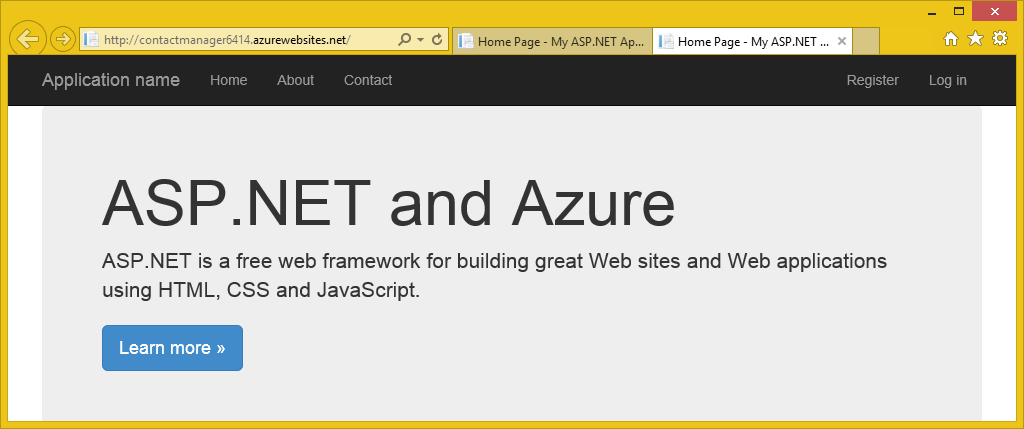 http://contactmanager6414.azurewebsites.net/
Home Page - My ASP.NET Ap...
Home Page - My ASP.NET ...
Application name
Home
About
Contact
Register
Log in
ASP.NET and Azure
ASP.NET is a free web framework for building great Web sites and Web applications
using HTML, CSS and JavaScript.
Learn more »